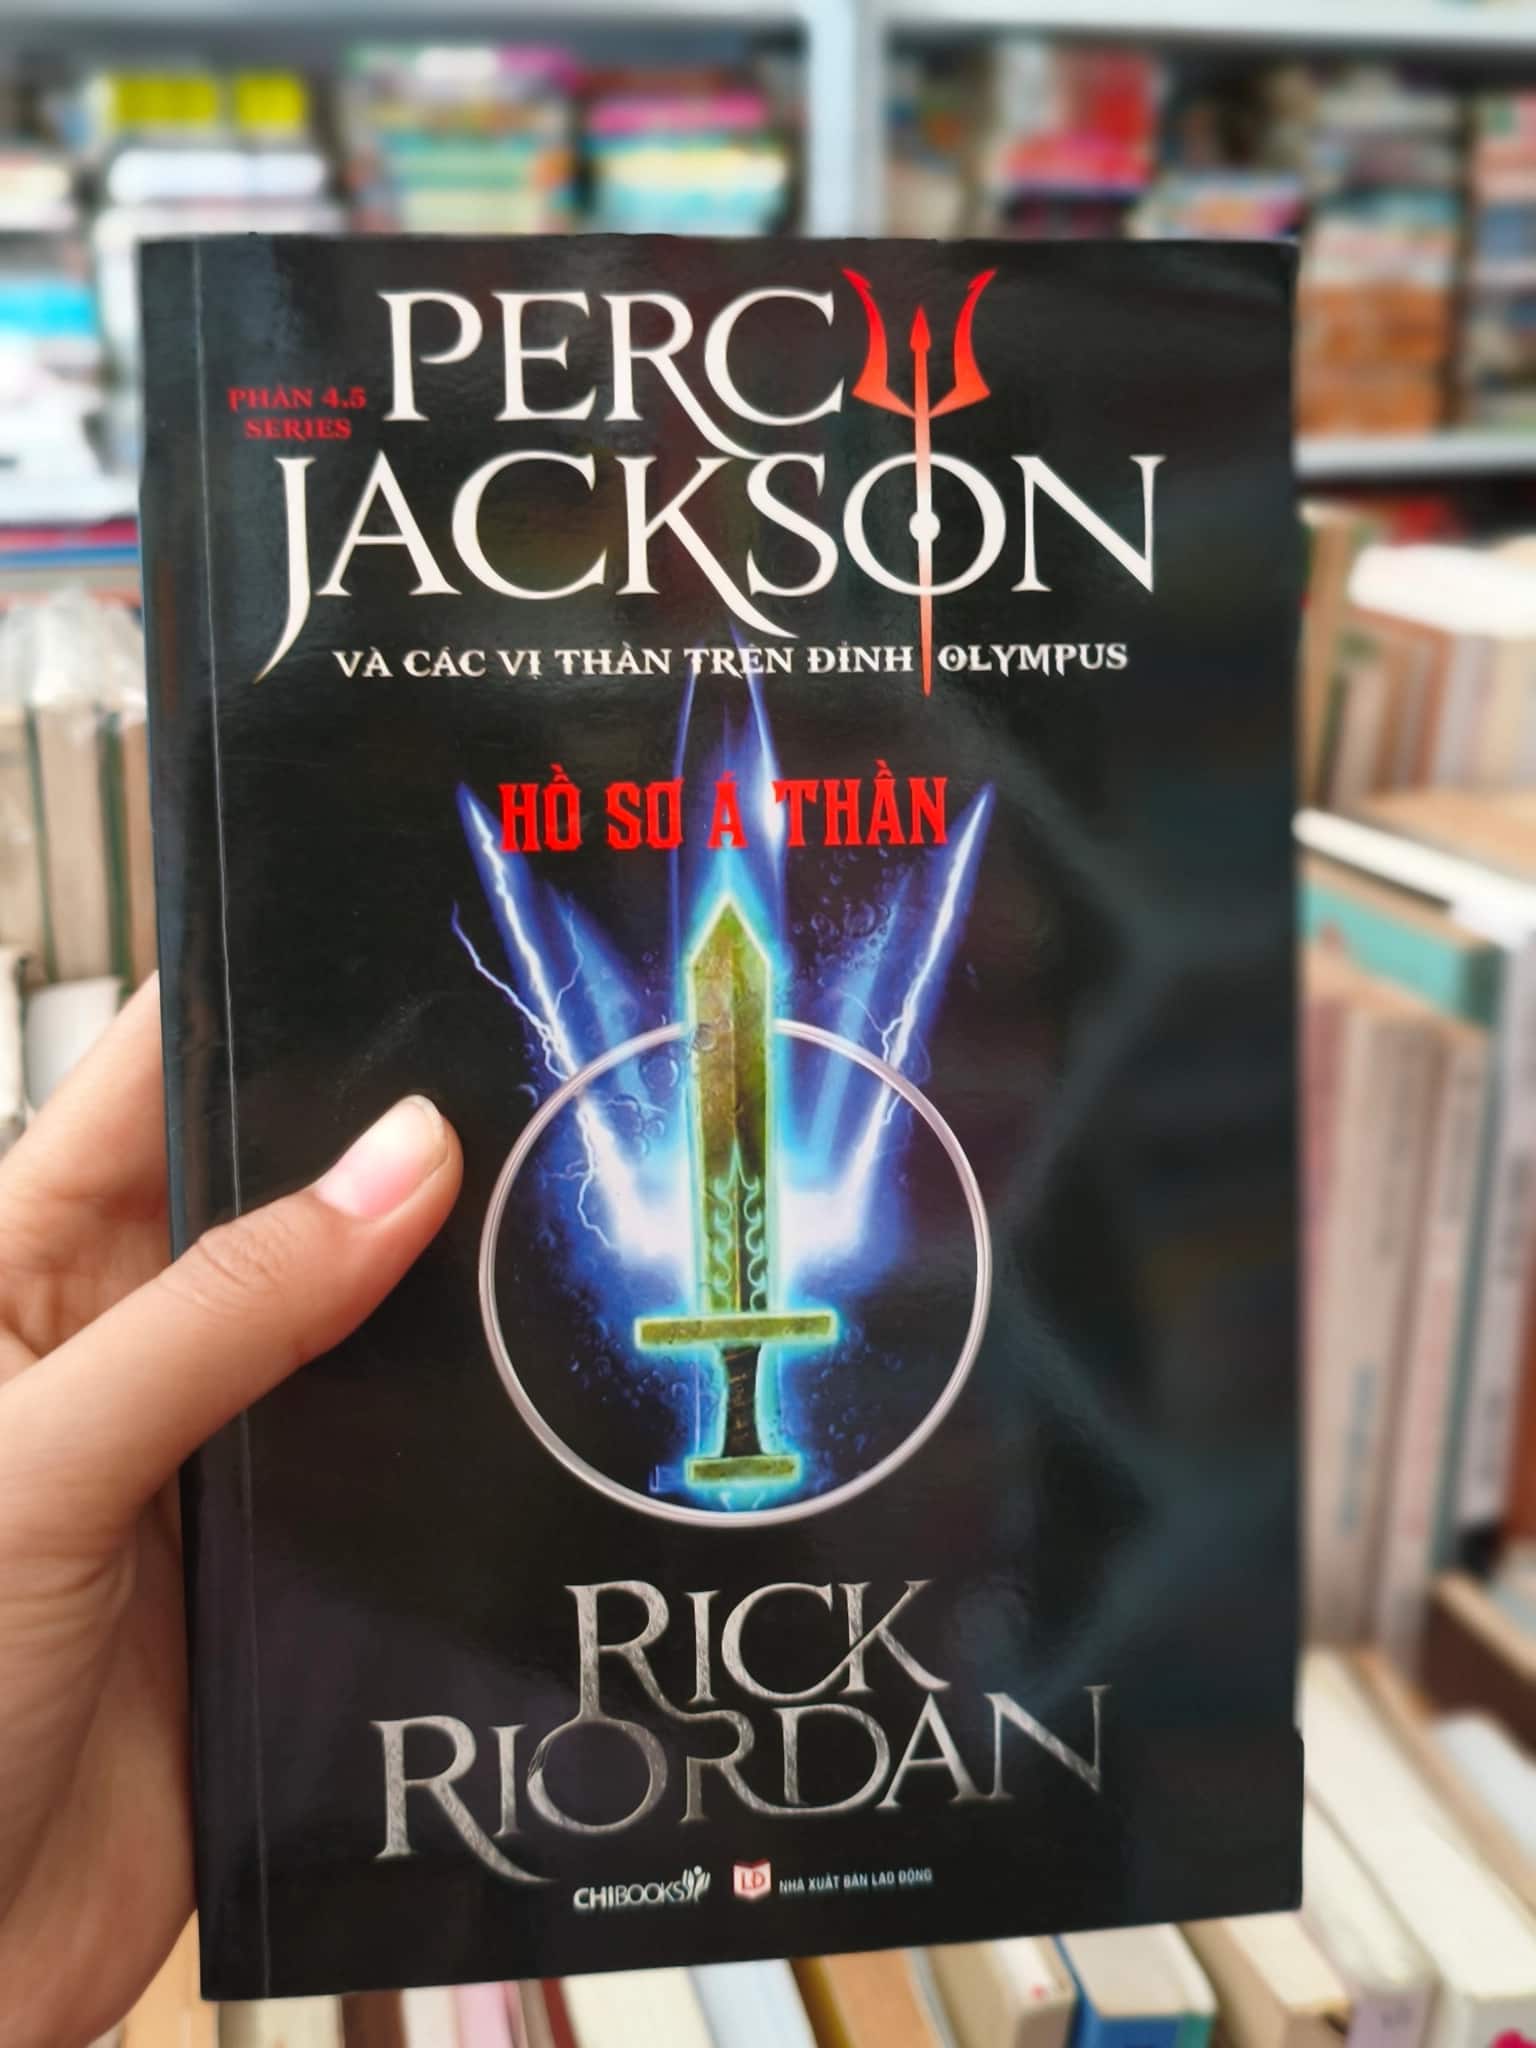 PERCY
PHẦN 4.5
SERIES
JACKSON
VÀ CÁC VỊ THẦN TRÊN ĐỈNH OLYMPUS
HỒ SƠ Á THẦN
RICK
RIORDAN
CHIBOOKS
LĐ NHÀ XUẤT BẢN LAO ĐỘNG